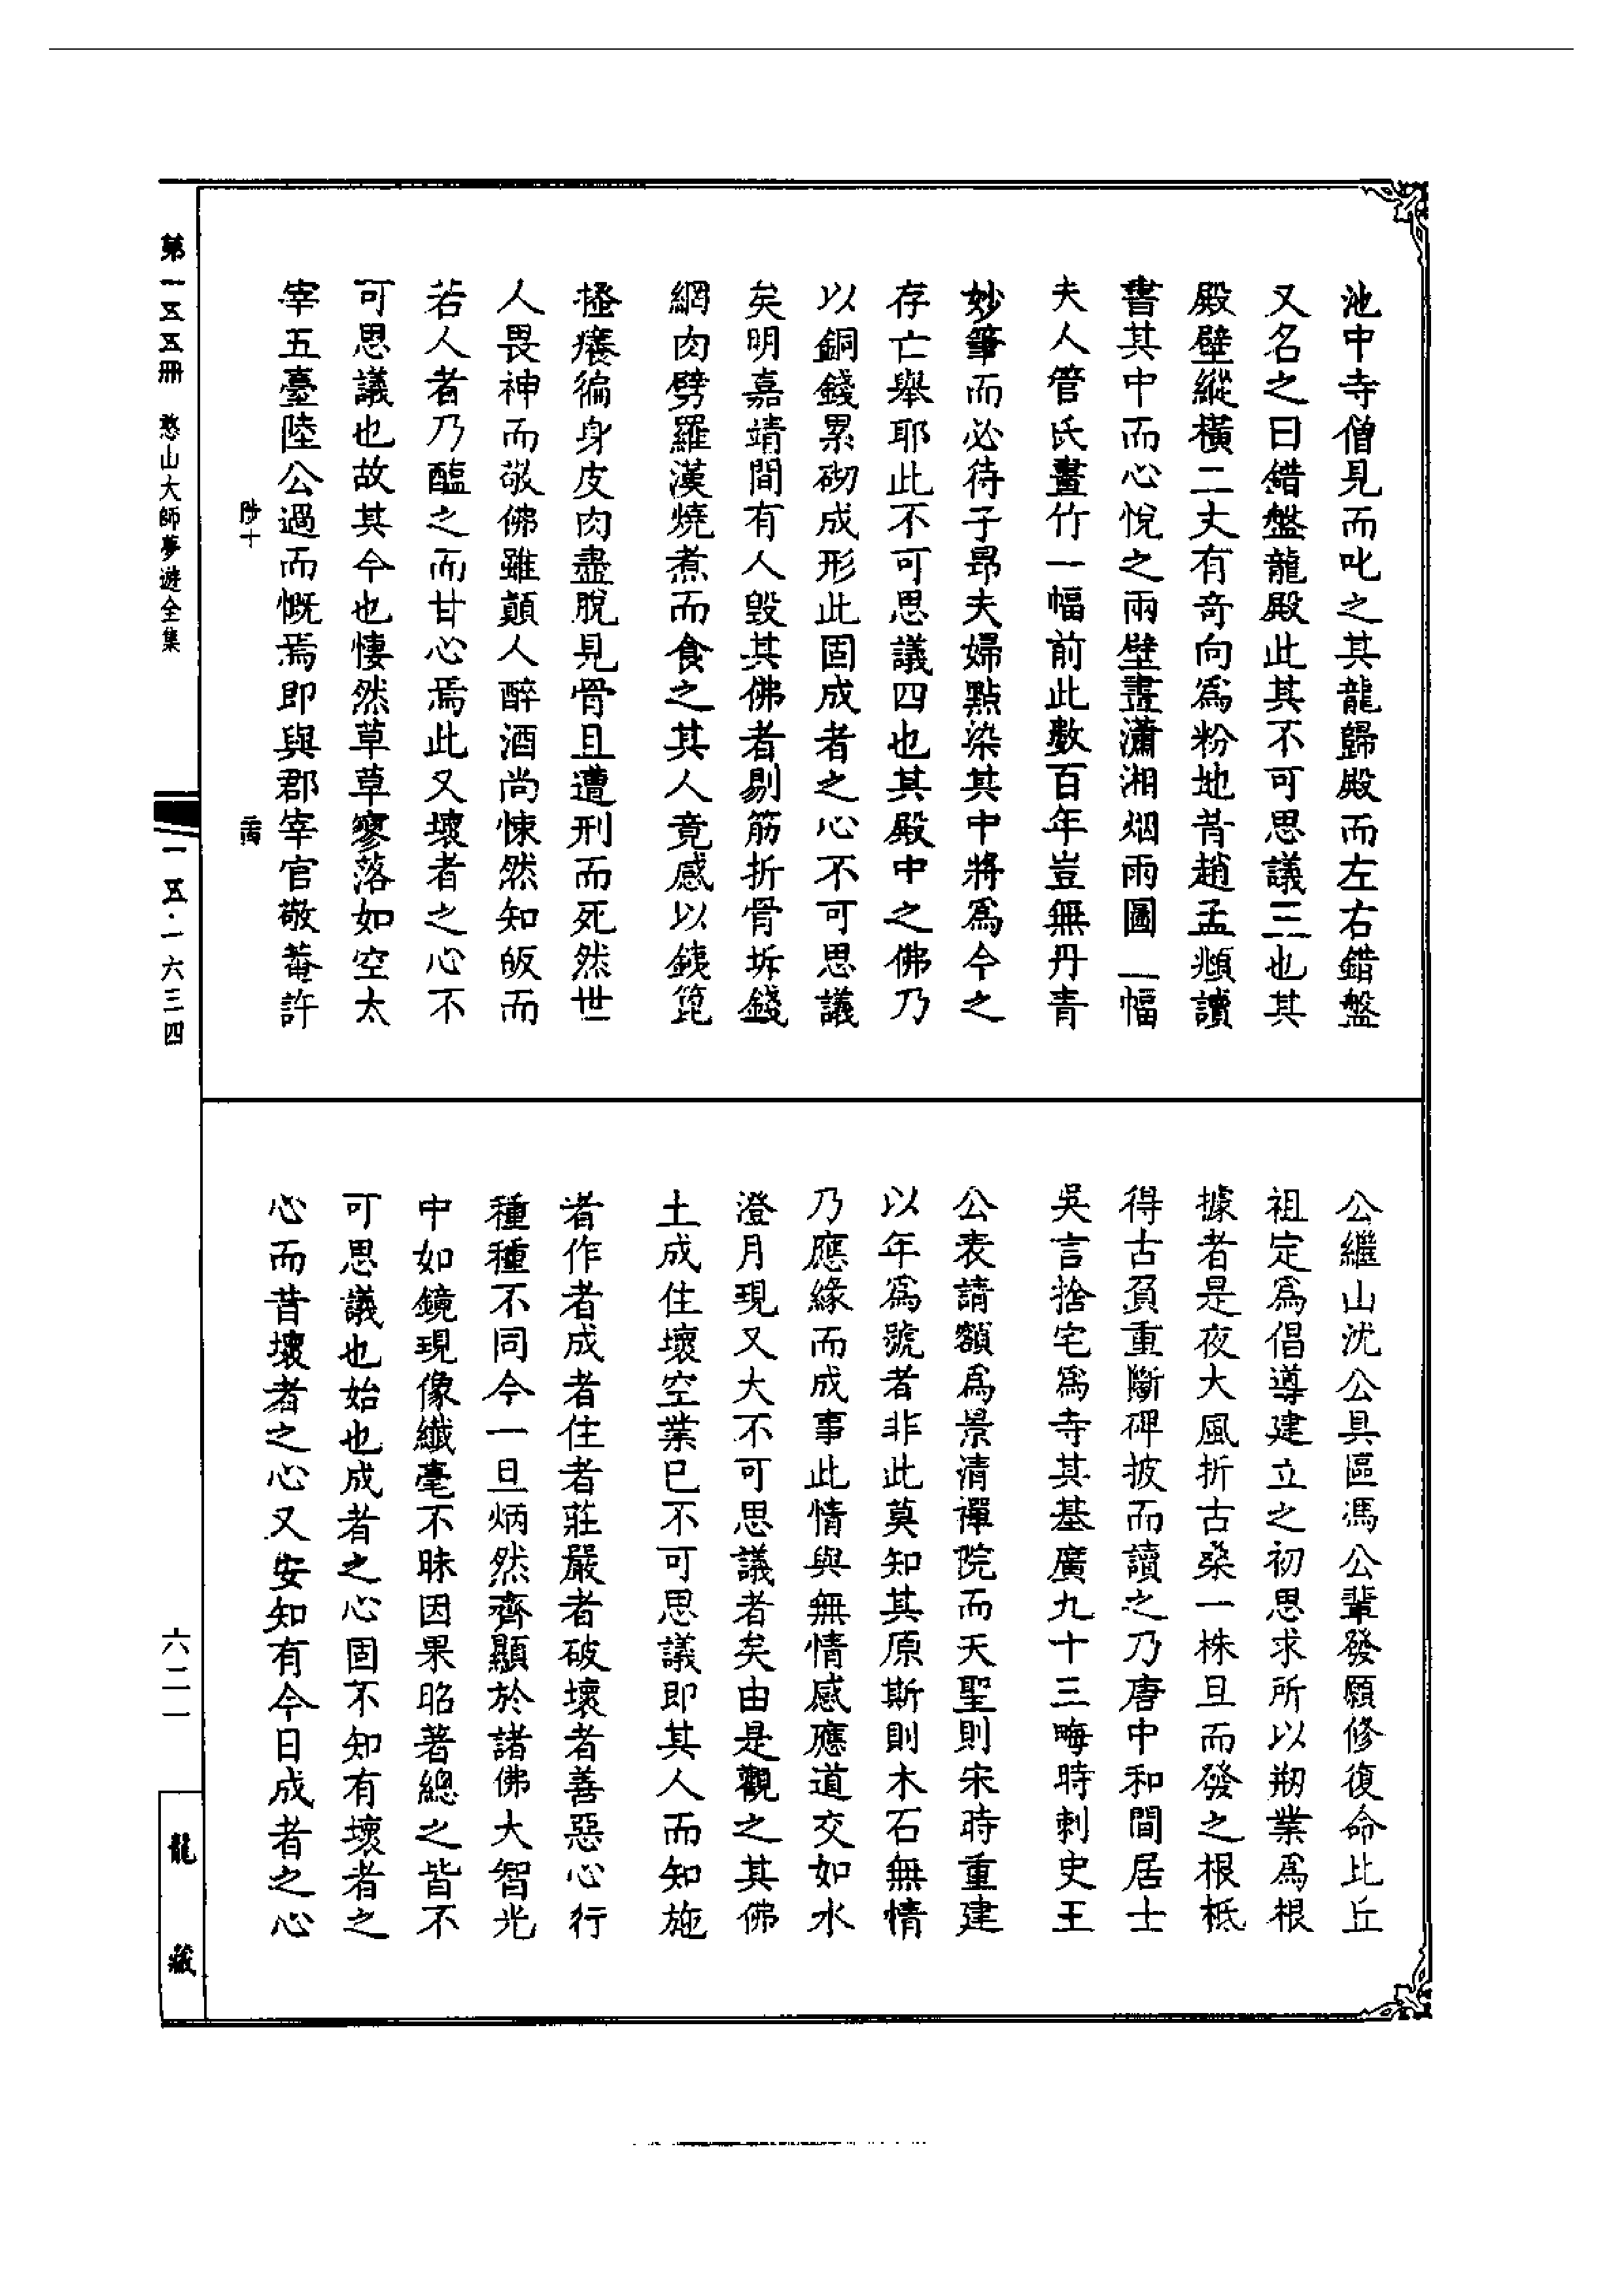 池中寺僧見而叱之其龍歸殿而左右錯盤
又名之曰錯盤龍殿此其不可思議三也其
殿壁縱橫二丈有竒向為粉地昔趙孟頫讀
書其中而心悅之兩壁畫瀟湘烟雨圖一幅
夫人管氏畫竹一幅前此數百年豈無丹青
妙筆而必待子昂夫婦點染其中將為今之
存亡舉耶此不可思議四也其殿中之佛乃
以銅錢累砌成形此固成者之心不可思議
矣明嘉靖間有人毀其佛者剔筋折骨坼錢
網肉劈羅漢燒煮而食之其人竟感以銕箆
搔癢徧身皮肉盡脫見骨且遭刑而死然世
人畏神而敬佛雖顛人醉酒尚悚然知皈而
若人者乃醢之而甘心焉此又壞者之心不
可思議也故其今也悽然草草寥落如空太
宰五臺陸公過而慨焉即與郡宰官敬菴許
公繼山沈公具區馮公輩發願修復命比丘
祖定為倡導建立之初思求所以剏業為根
據者是夜大風折古桑一株旦而發之根柢
得古負重斷碑披而讀之乃唐中和間居士
吳言捨宅為寺其基廣九十三畮時刺史王
公表請額為景清禪院而天聖則宋時重建
以年為號者非此莫知其原斯則木石無情
乃應緣而成事此情與無情感應道交如水
澄月現又大不可思議者矣由是觀之其佛
土成住壞空業已不可思議即其人而知施
者作者成者住者莊嚴者破壞者善惡心行
種種不同今一旦炳然齊顯於諸佛大智光
中如鏡現像纖毫不昧因果昭著總之皆不
可思議也始也成者之心固不知有壞者之
心而昔壞者之心又安知有今日成者之心
第一五五冊　憨山大師夢遊全集
一五五·一六三四
六二一
龍藏